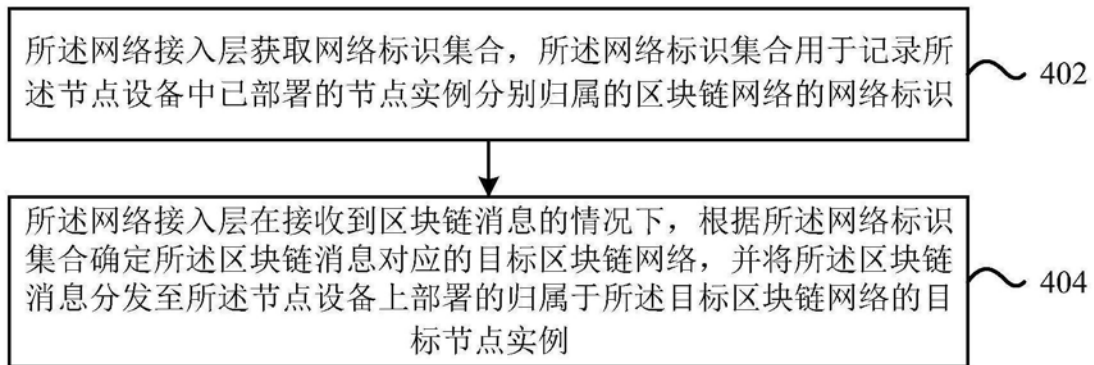 所述网络接入层获取网络标识集合，所述网络标识集合用于记录所
述节点设备中已部署的节点实例分别归属的区块链网络的网络标识
402
所述网络接入层在接收到区块链消息的情况下，根据所述网络标识
集合确定所述区块链消息对应的目标区块链网络，并将所述区块链
消息分发至所述节点设备上部署的归属于所述目标区块链网络的目
标节点实例
404